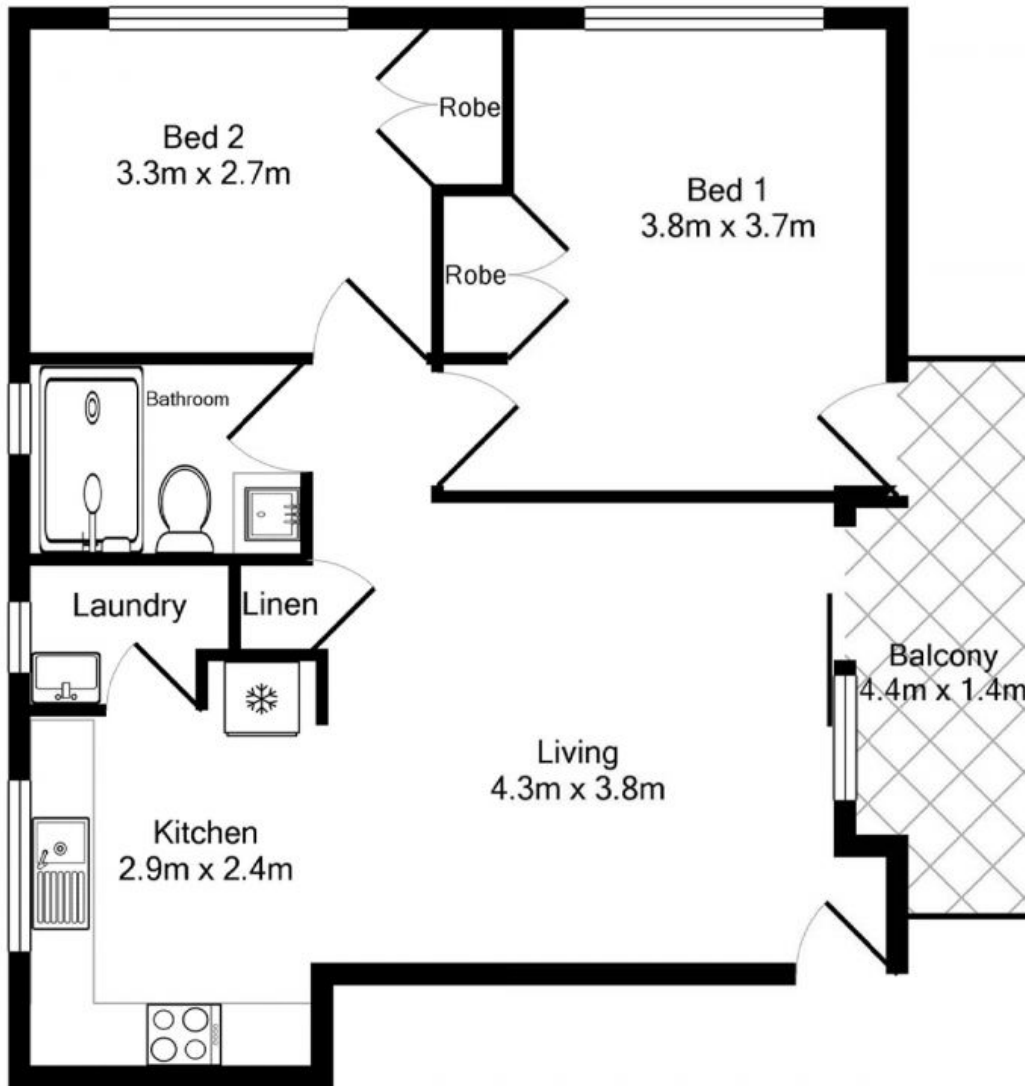 Bed 2
3.3m x 2.7m
Robe
Bed 1
3.8m x 3.7m
Robe
Bathroom
Laundry
Linen
Balcony
4.4m x 1.4m
Living
4.3m x 3.8m
Kitchen
2.9m x 2.4m